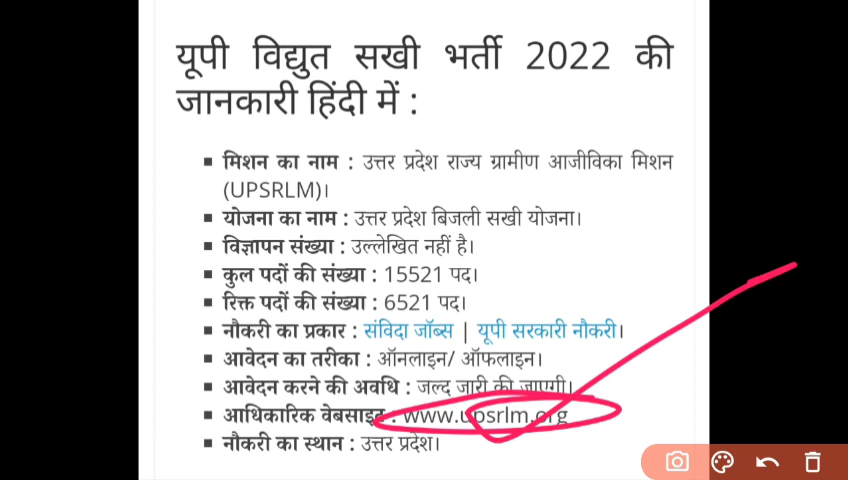 यूपी विद्युत सखी भर्ती 2022 की
जानकारी हिंदी में :
▪ मिशन का नाम : उत्तर प्रदेश राज्य ग्रामीण आजीविका मिशन
(UPSRLM)।
▪ योजना का नाम : उत्तर प्रदेश बिजली सखी योजना।
▪ विज्ञापन संख्या : उल्लेखित नहीं है।
▪ कुल पदों की संख्या : 15521 पद।
▪ रिक्त पदों की संख्या : 6521 पद।
▪ नौकरी का प्रकार : संविदा जॉब्स | यूपी सरकारी नौकरी।
▪ आवेदन का तरीका : ऑनलाइन/ ऑफलाइन।
▪ आवेदन करने की अवधि : जल्द जारी की जाएगी।
▪ आधिकारिक वेबसाइट : www.upsrlm.org
▪ नौकरी का स्थान : उत्तर प्रदेश।